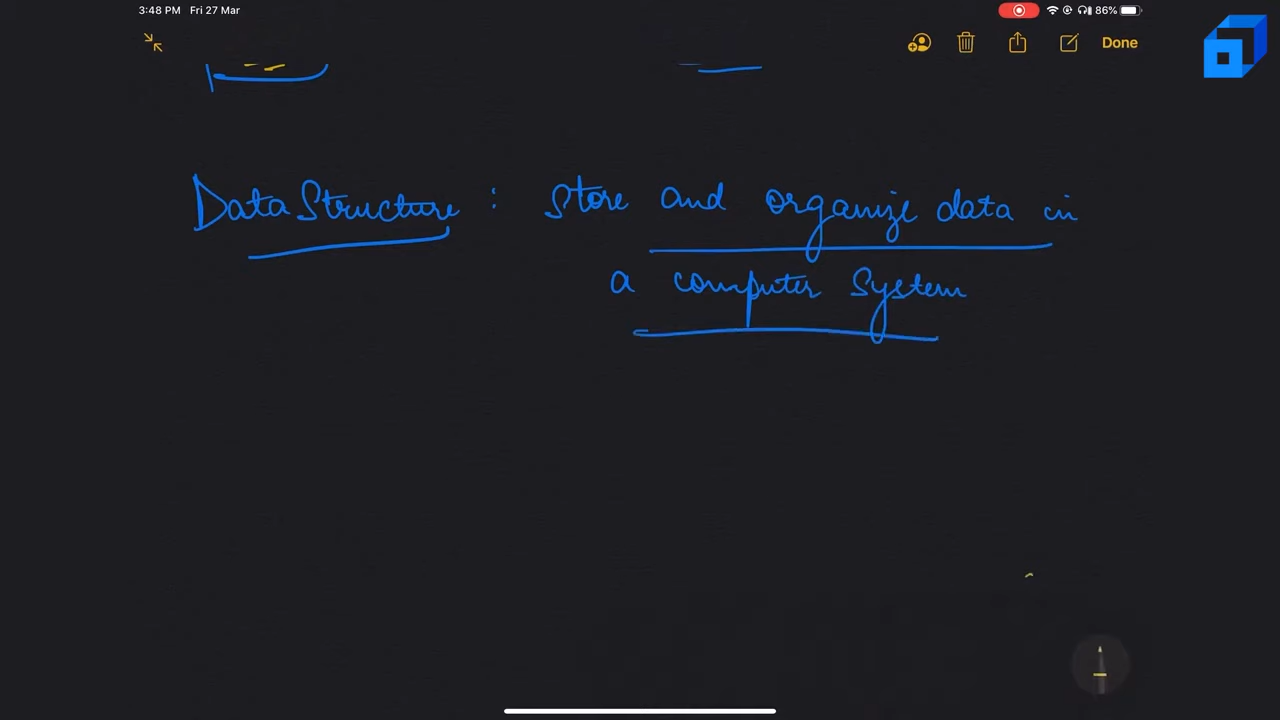 3:48 PM Fri 27 Mar 86%
Done
Data Structure : Store and organize data in
a computer system